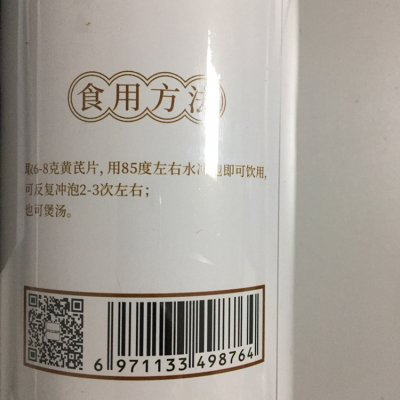 食用方法
取6-8克黄芪片，用85度左右水冲泡即可饮用，
可反复冲泡2-3次左右；
也可煲汤。
6 971133 498764